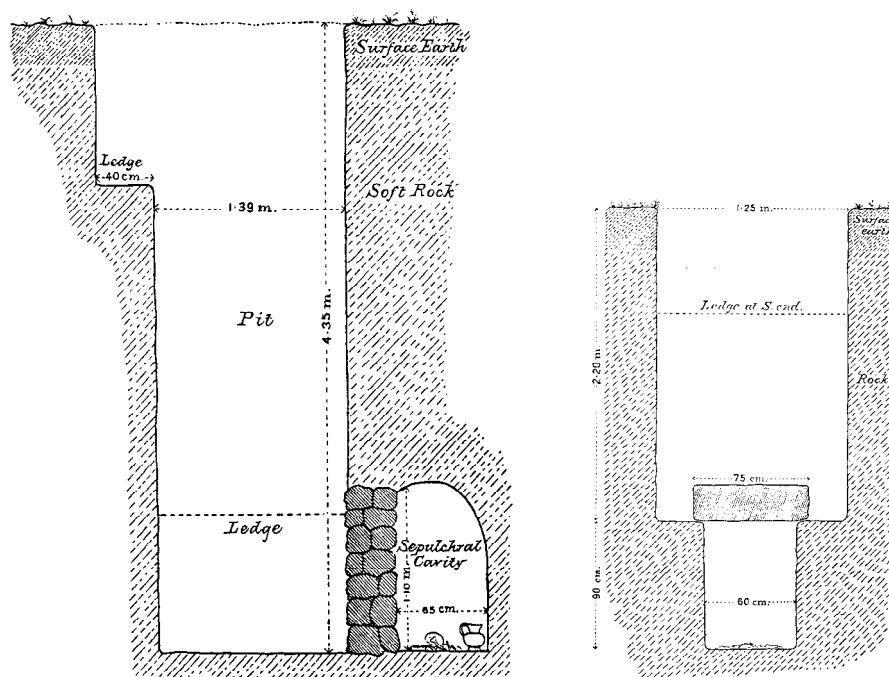 Surface Earth
Ledge
40 cm.
Soft Rock
1·39 m.
Pit
4·35 m.
Ledge
Sepulchral
Cavity
1·10 m.
65 cm.
1·25 m.
Surface
earth
Ledge at S. end.
2·20 m.
Rock
75 cm.
90 cm.
60 cm.